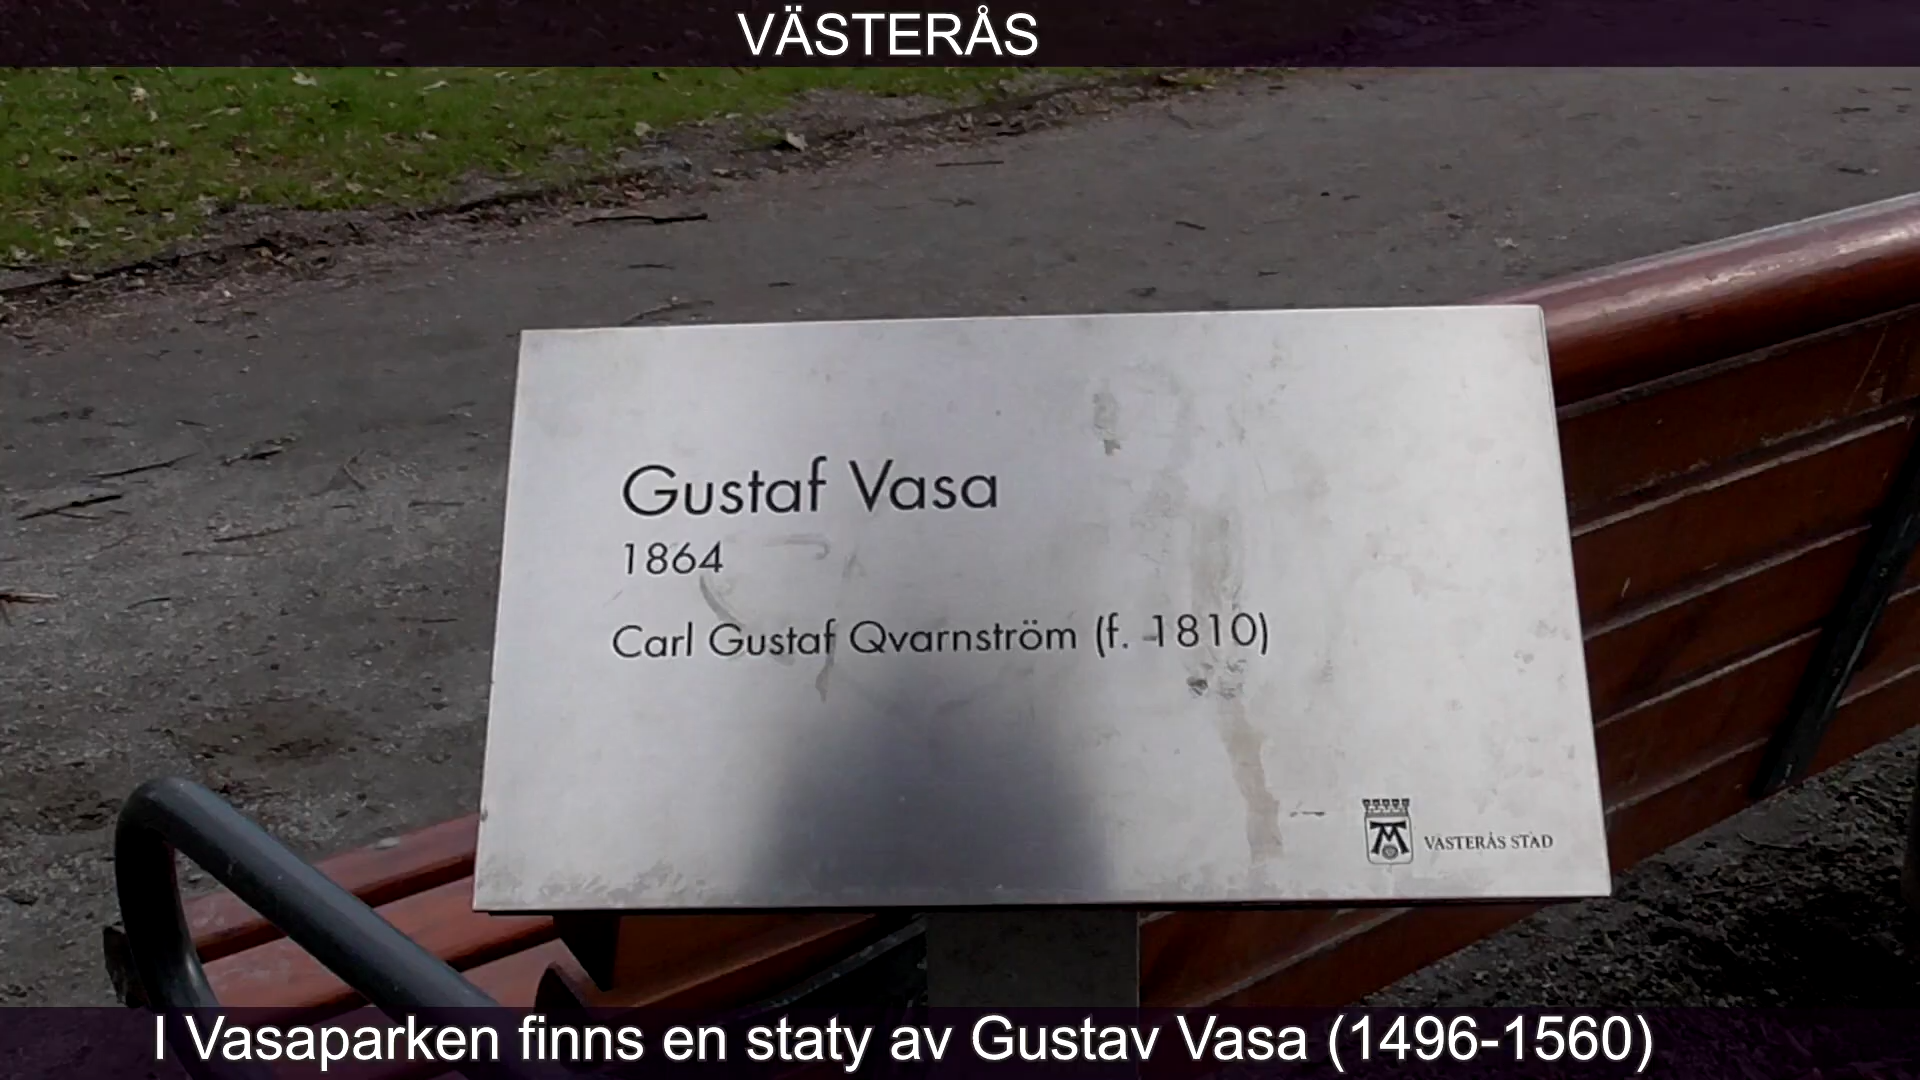 VÄSTERÅS
Gustaf Vasa
1864
Carl Gustaf Qvarnström (f. 1810)
VÄSTERÅS STAD
I Vasaparken finns en staty av Gustav Vasa (1496-1560)